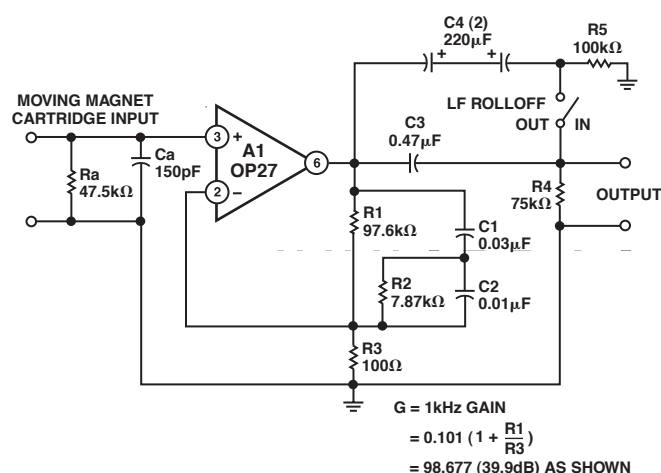 C4 (2)
220μF
+
+
R5
100kΩ
MOVING MAGNET
CARTRIDGE INPUT
LF ROLLOFF
OUT
IN
C3
0.47μF
3
+
A1
OP27
6
2
–
Ca
150pF
Ra
47.5kΩ
R4
75kΩ
OUTPUT
R1
97.6kΩ
C1
0.03μF
R2
7.87kΩ
C2
0.01μF
R3
100Ω
G = 1kHz GAIN
= 0.101 ( 1 + R1/R3 )
= 98.677 (39.9dB) AS SHOWN